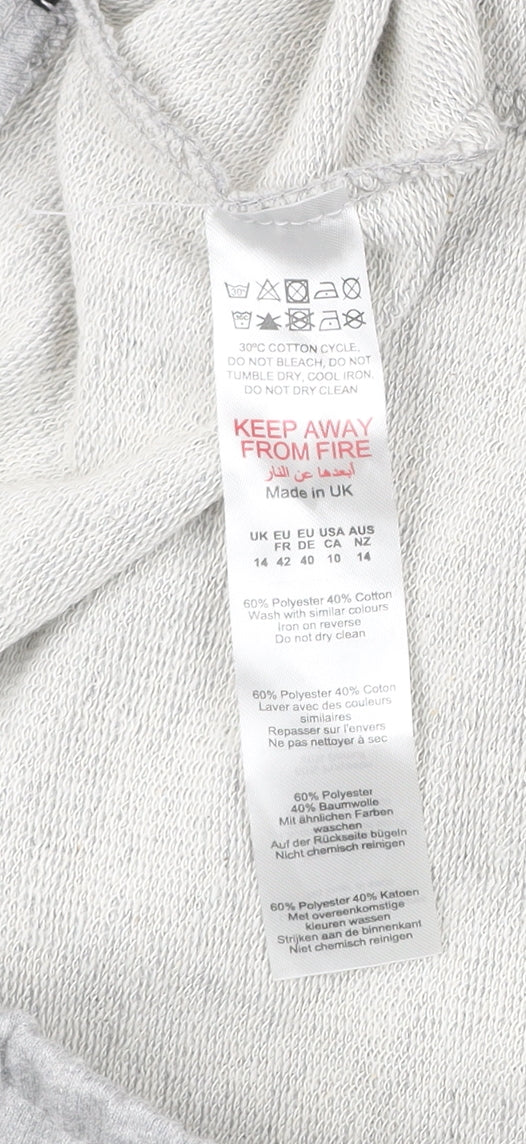 30°
30C
30°C COTTON CYCLE,
DO NOT BLEACH, DO NOT
TUMBLE DRY, COOL IRON,
DO NOT DRY CLEAN
KEEP AWAY
FROM FIRE
أبعدها عن النار
Made in UK
UK EU EU USA AUS
FR DE CA NZ
14 42 40 10 14
60% Polyester 40% Cotton
Wash with similar colours
Iron on reverse
Do not dry clean
60% Polyester 40% Coton
Laver avec des couleurs
similaires
Repasser sur l'envers
Ne pas nettoyer à sec
60% Polyester
40% Baumwolle
Mit ähnlichen Farben
waschen
Auf der Rückseite bügeln
Nicht chemisch reinigen
60% Polyester 40% Katoen
Met overeenkomstige
kleuren wassen
Strijken aan de binnenkant
Niet chemisch reinigen